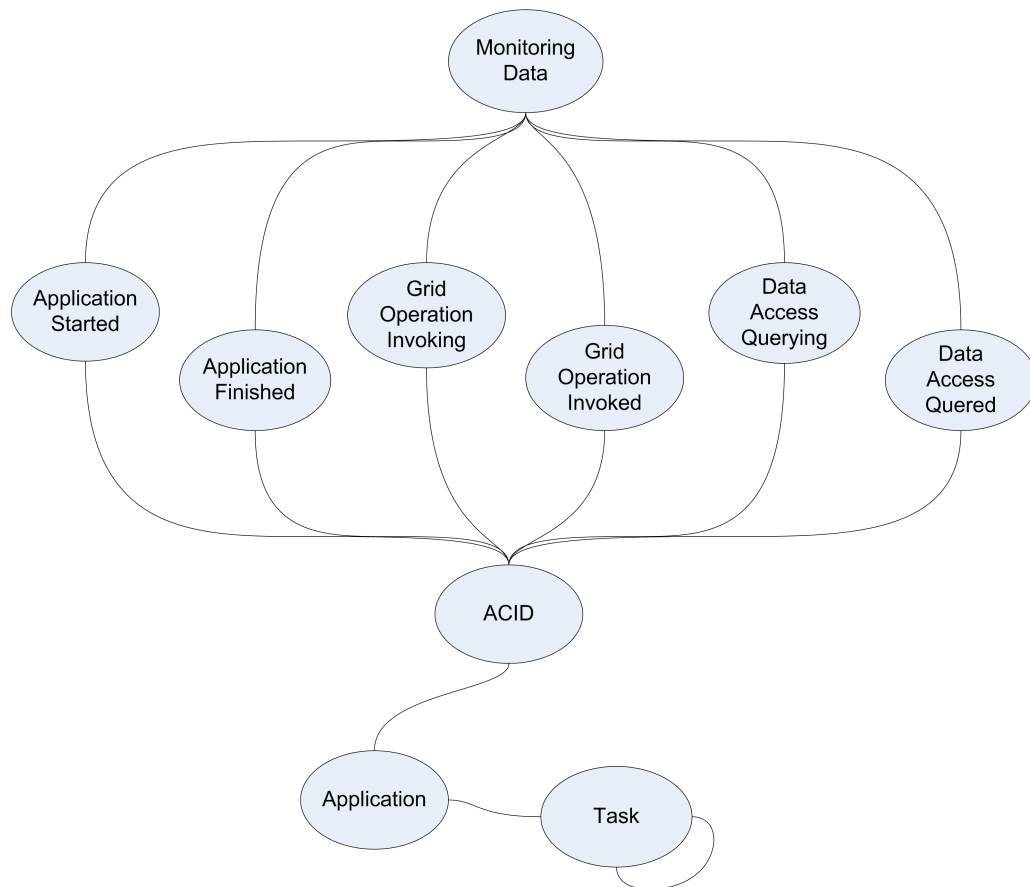 Monitoring
Data
Application
Started
Application
Finished
Grid
Operation
Invoking
Grid
Operation
Invoked
Data
Access
Querying
Data
Access
Quered
ACID
Application
Task